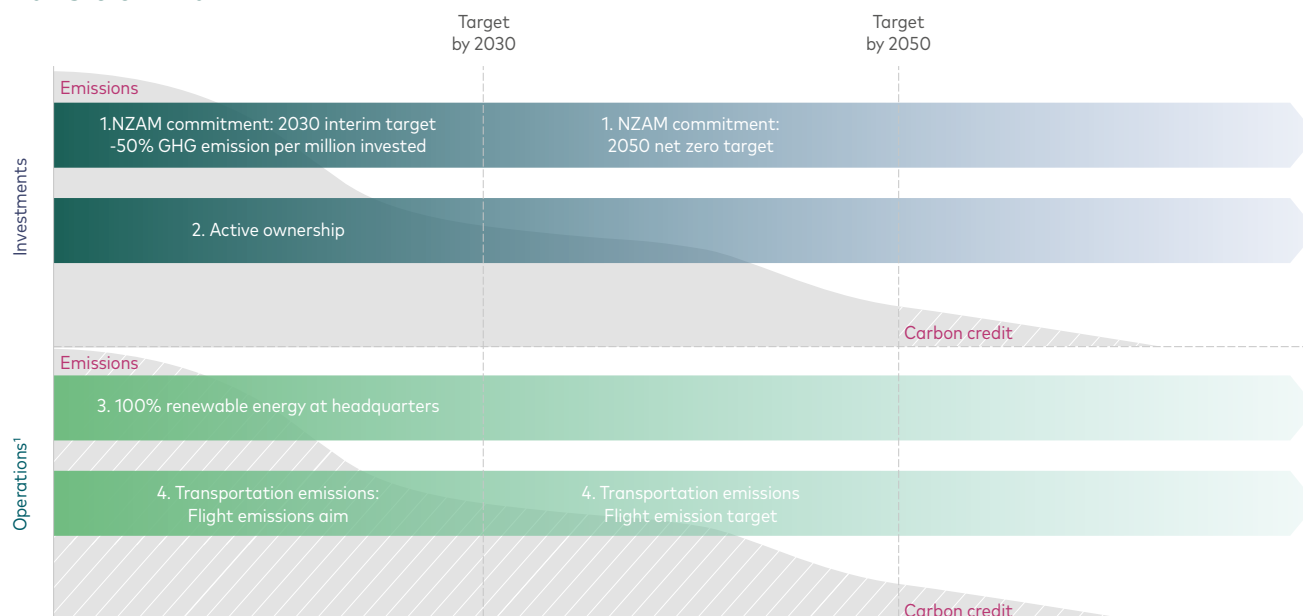 Target
by 2030
Target
by 2050
Emissions
1.NZAM commitment: 2030 interim target
-50% GHG emission per million invested
1. NZAM commitment:
2050 net zero target
Investments
2. Active ownership
Carbon credit
Emissions
3. 100% renewable energy at headquarters
Operations¹
4. Transportation emissions:
Flight emissions aim
4. Transportation emissions
Flight emission target
Carbon credit